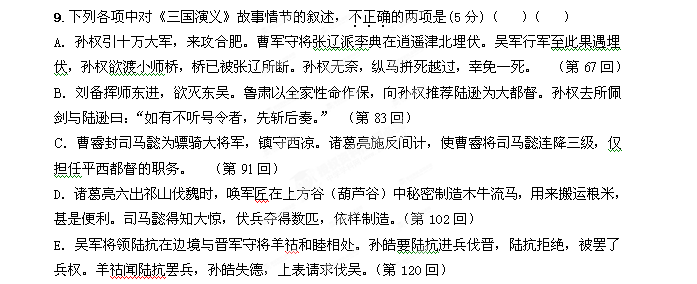 9.下列各项中对《三国演义》故事情节的叙述，不正确的两项是(5 分) (    ) (    )
A. 孙权引十万大军，来攻合肥。曹军守将张辽派李典在逍遥津北埋伏。吴军行军至此果遇埋
伏，孙权欲渡小师桥，桥已被张辽所断。孙权无奈，纵马拼死越过，幸免一死。 （第 67 回）
B. 刘备挥师东进，欲灭东吴。鲁肃以全家性命作保，向孙权推荐陆逊为大都督。孙权去所佩
剑与陆逊曰：“如有不听号令者，先斩后奏。” （第 83 回）
C. 曹睿封司马懿为骠骑大将军，镇守西凉。诸葛亮施反间计，使曹睿将司马懿连降三级，仅
担任平西都督的职务。 （第 91 回）
D. 诸葛亮六出祁山伐魏时，唤军匠在上方谷（葫芦谷）中秘密制造木牛流马，用来搬运粮米，
甚是便利。司马懿得知大惊，伏兵夺得数匹，依样制造。（第 102 回）
E. 吴军将领陆抗在边境与晋军守将羊祜和睦相处。孙皓要陆抗进兵伐晋，陆抗拒绝，被罢了
兵权。羊祜闻陆抗罢兵，孙皓失德，上表请求伐吴。（第 120 回）